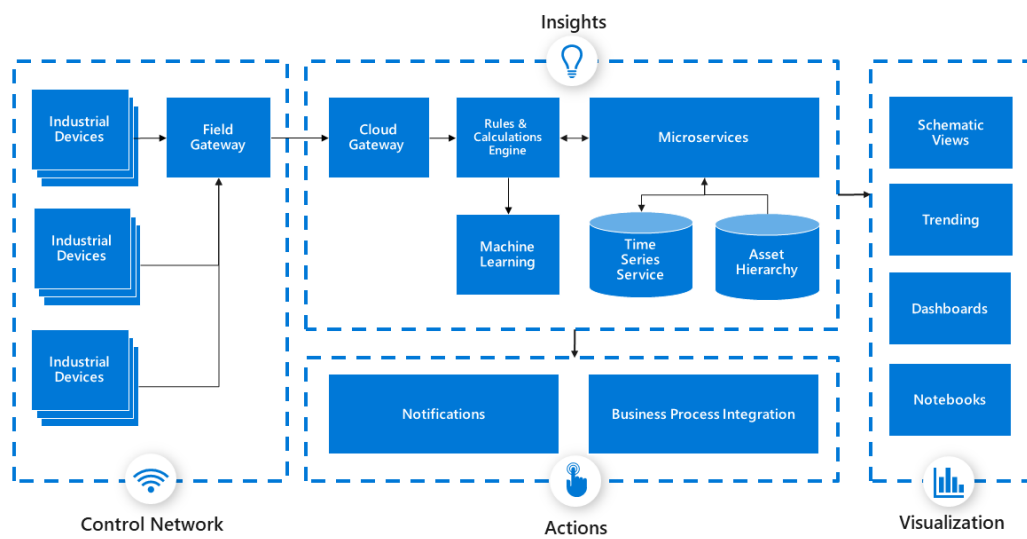 Insights
Industrial
Devices
Field
Gateway
Cloud
Gateway
Rules &
Calculations
Engine
Microservices
Schematic
Views
Industrial
Devices
Machine
Learning
Time
Series
Service
Asset
Hierarchy
Trending
Dashboards
Industrial
Devices
Notifications
Business Process Integration
Notebooks
Control Network
Actions
Visualization